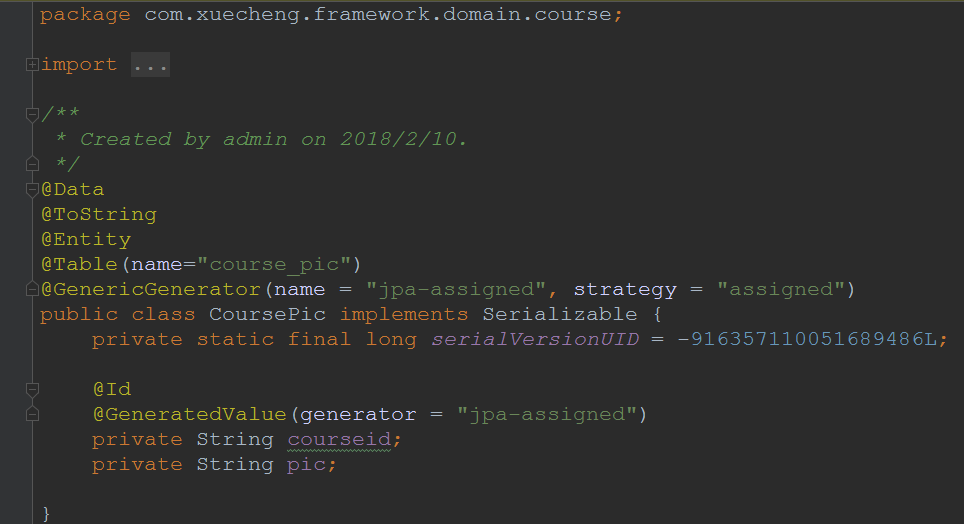 package com.xuecheng.framework.domain.course;
import ...
/**
* Created by admin on 2018/2/10.
*/
@Data
@ToString
@Entity
@Table(name="course_pic")
@GenericGenerator(name = "jpa-assigned", strategy = "assigned")
public class CoursePic implements Serializable {
private static final long serialVersionUID = -916357110051689486L;
@Id
@GeneratedValue(generator = "jpa-assigned")
private String courseid;
private String pic;
}